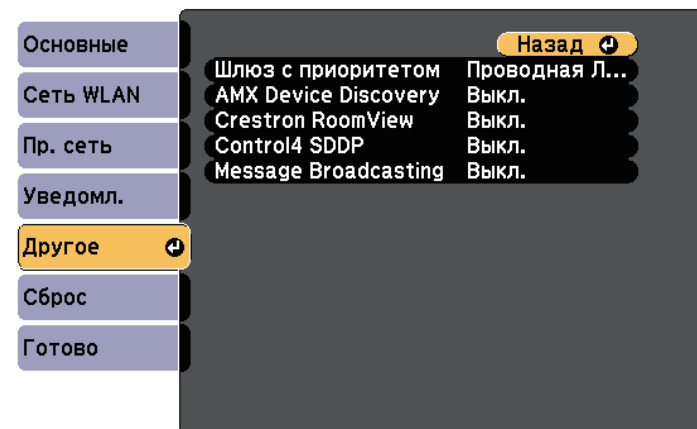 Основные
Сеть WLAN
Пр. сеть
Уведомл.
Другое
Сброс
Готово
Назад
Шлюз с приоритетом Проводная Л...
AMX Device Discovery Выкл.
Crestron RoomView Выкл.
Control4 SDDP Выкл.
Message Broadcasting Выкл.